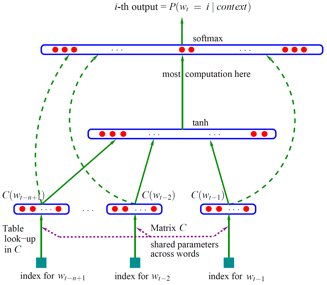 i-th output = P(w_t = i | context)
softmax
. . .
. . .
most computation here
tanh
. . .
. . .
C(w_{t−n+1})
C(w_{t−2})
C(w_{t−1})
. . .
. . .
. . .
. . .
Table
look−up
in C
Matrix C
shared parameters
across words
index for w_{t−n+1}
index for w_{t−2}
index for w_{t−1}